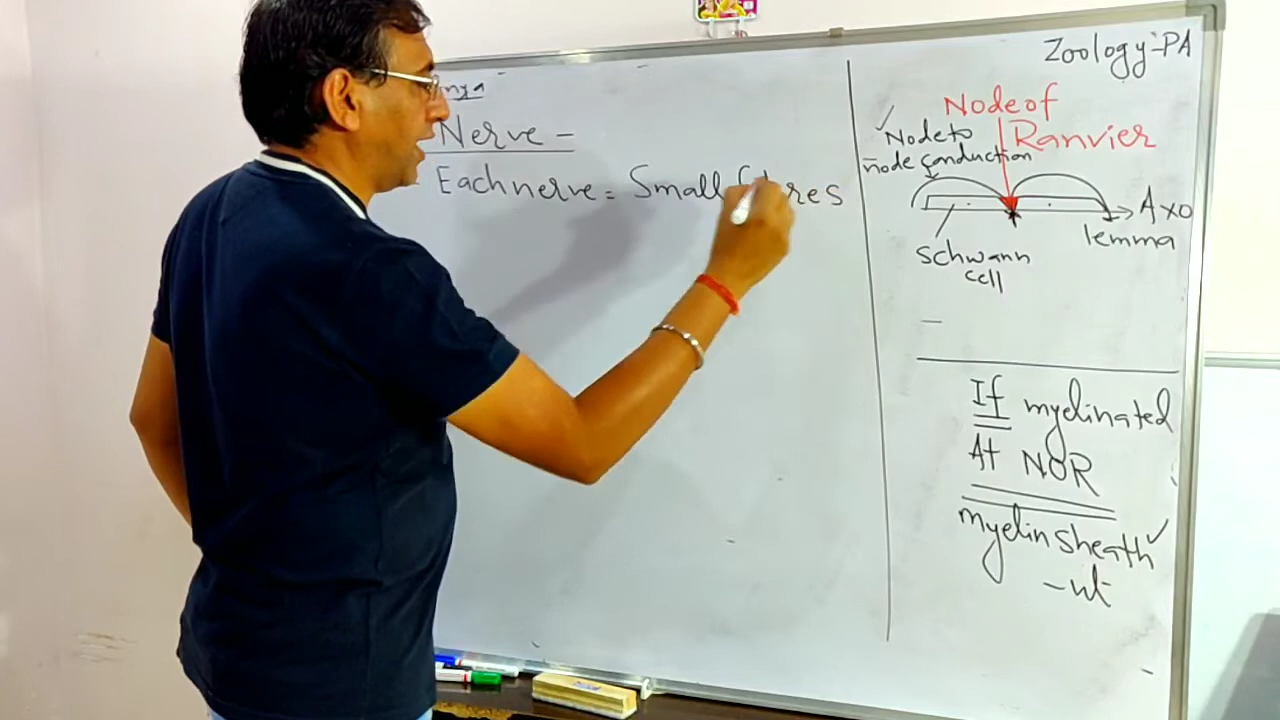 Nerve -
Each nerve = Small
Zoology-PA
Node of
Ranvier
✓ Node to
node conduction
Axo
lemma
Schwann
cell
If myelinated
At NOR
myelin sheath ✓